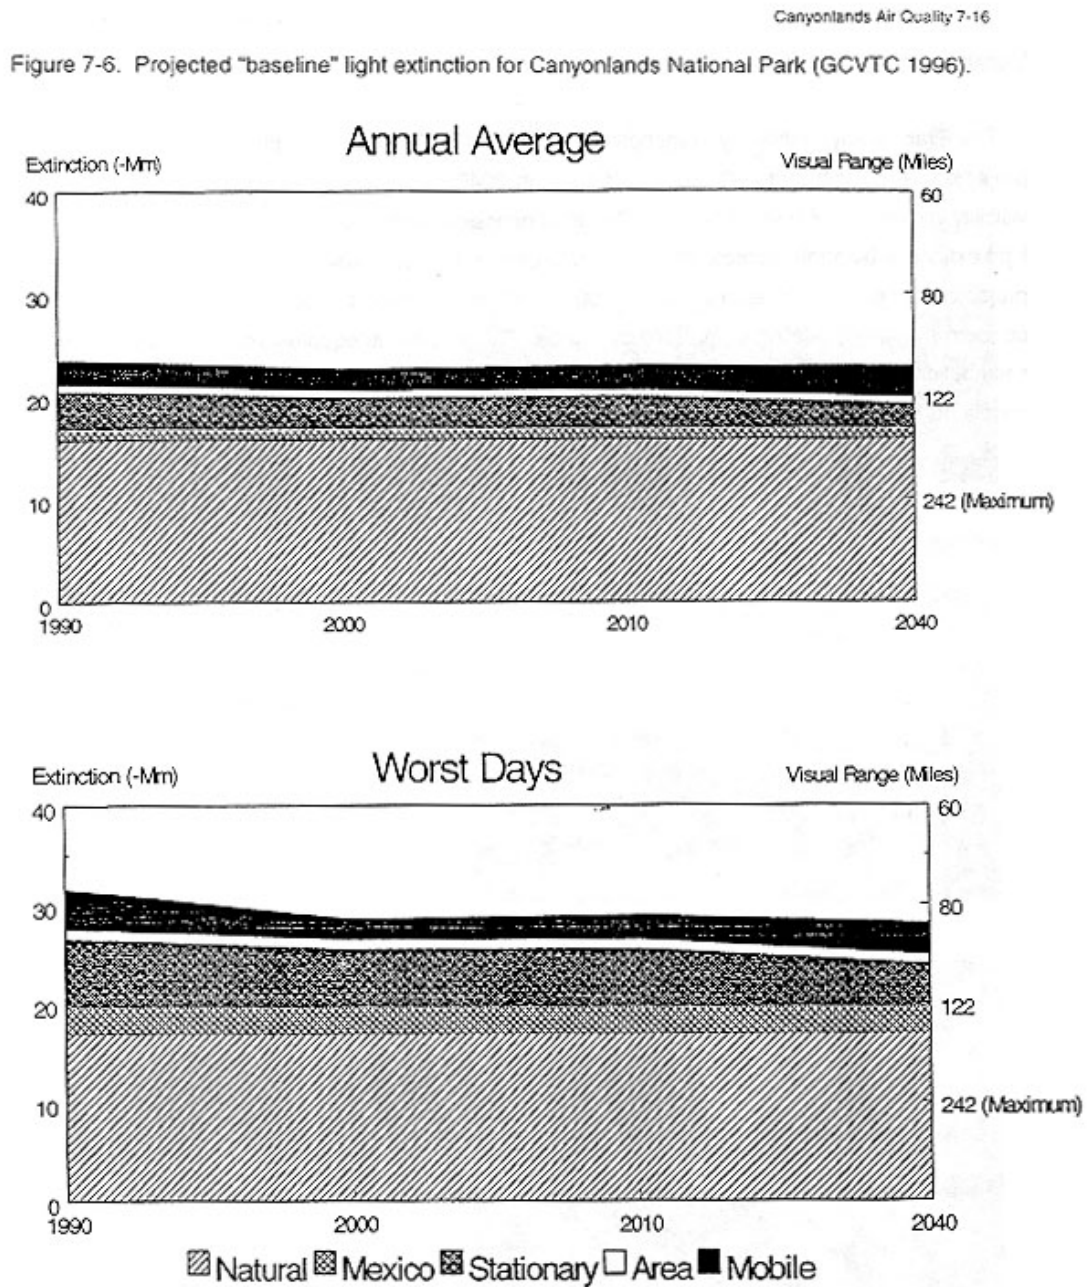 Canyonlands Air Quality 7-16
Figure 7-6. Projected "baseline" light extinction for Canyonlands National Park (GCVTC 1996).
Annual Average
Extinction (-Mm)
Visual Range (Miles)
40
60
30
80
20
122
10
242 (Maximum)
0
1990
2000
2010
2040
Worst Days
Extinction (-Mm)
Visual Range (Miles)
40
60
30
80
20
122
10
242 (Maximum)
0
1990
2000
2010
2040
Natural Mexico Stationary Area Mobile